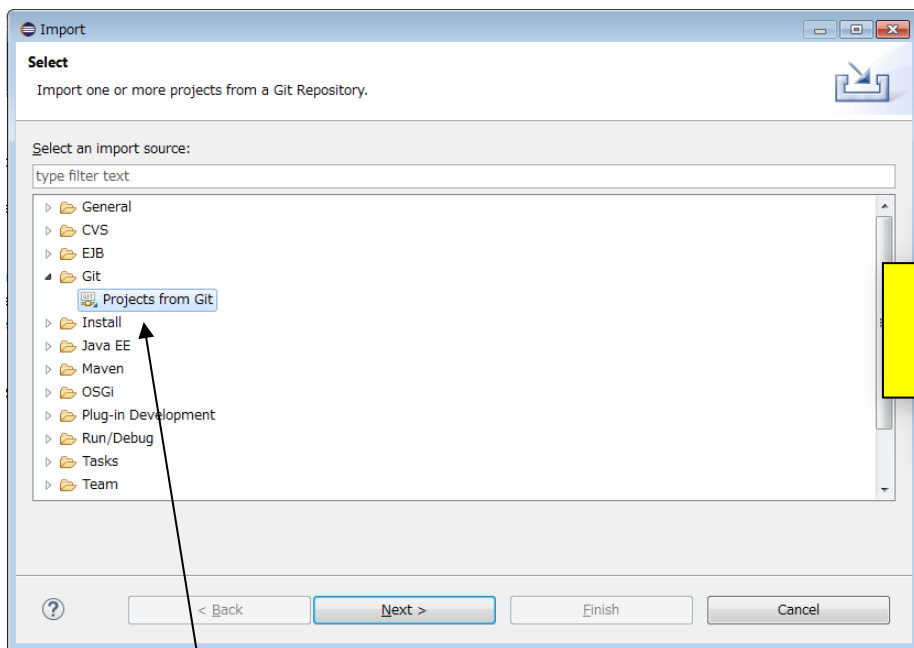 Import
Select
Import one or more projects from a Git Repository.
Select an import source:
type filter text
General
CVS
EJB
Git
Projects from Git
Install
Java EE
Maven
OSGi
Plug-in Development
Run/Debug
Tasks
Team
< Back Next > Finish Cancel